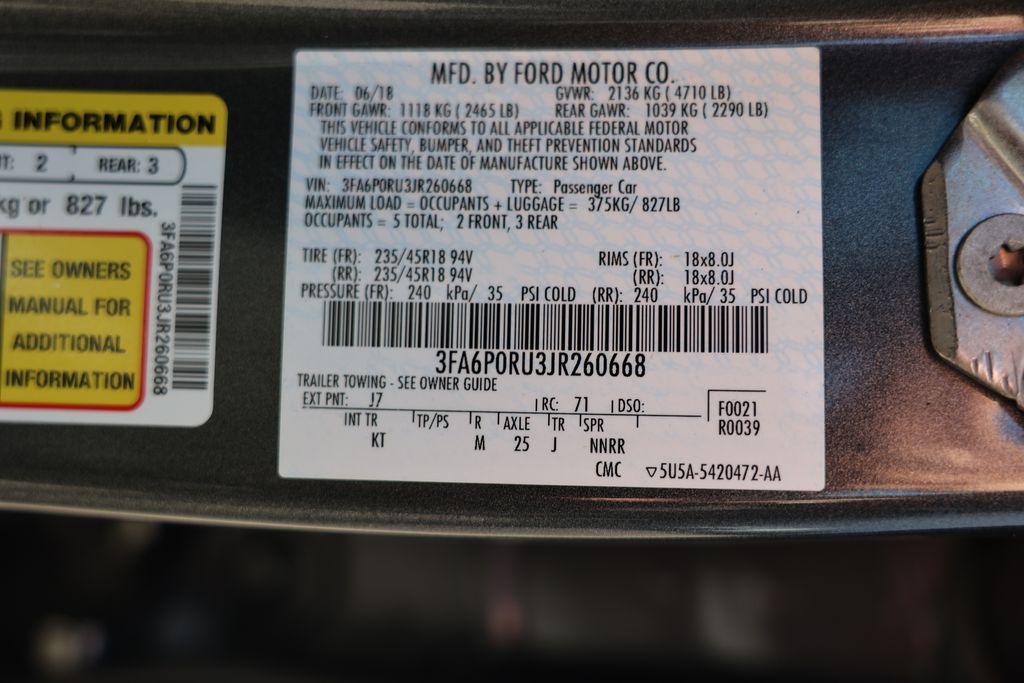 INFORMATION
2 REAR: 3
kg or 827 lbs.
SEE OWNERS
MANUAL FOR
ADDITIONAL
INFORMATION
3FA6P0RU3JR260668
MFD. BY FORD MOTOR CO.
DATE: 06/18 GVWR: 2136 KG ( 4710 LB)
FRONT GAWR: 1118 KG ( 2465 LB) REAR GAWR: 1039 KG ( 2290 LB)
THIS VEHICLE CONFORMS TO ALL APPLICABLE FEDERAL MOTOR
VEHICLE SAFETY, BUMPER, AND THEFT PREVENTION STANDARDS
IN EFFECT ON THE DATE OF MANUFACTURE SHOWN ABOVE.
VIN: 3FA6P0RU3JR260668 TYPE: Passenger Car
MAXIMUM LOAD = OCCUPANTS + LUGGAGE = 375KG/ 827LB
OCCUPANTS = 5 TOTAL; 2 FRONT, 3 REAR
TIRE (FR): 235/45R18 94V RIMS (FR): 18x8.0J
(RR): 235/45R18 94V (RR): 18x8.0J
PRESSURE (FR): 240 kPa/ 35 PSI COLD (RR): 240 kPa/ 35 PSI COLD
3FA6P0RU3JR260668
TRAILER TOWING - SEE OWNER GUIDE
EXT PNT: J7 RC: 71 DSO: F0021
INT TR TP/PS R AXLE TR SPR R0039
KT M 25 J NNRR
CMC ▽5U5A-5420472-AA